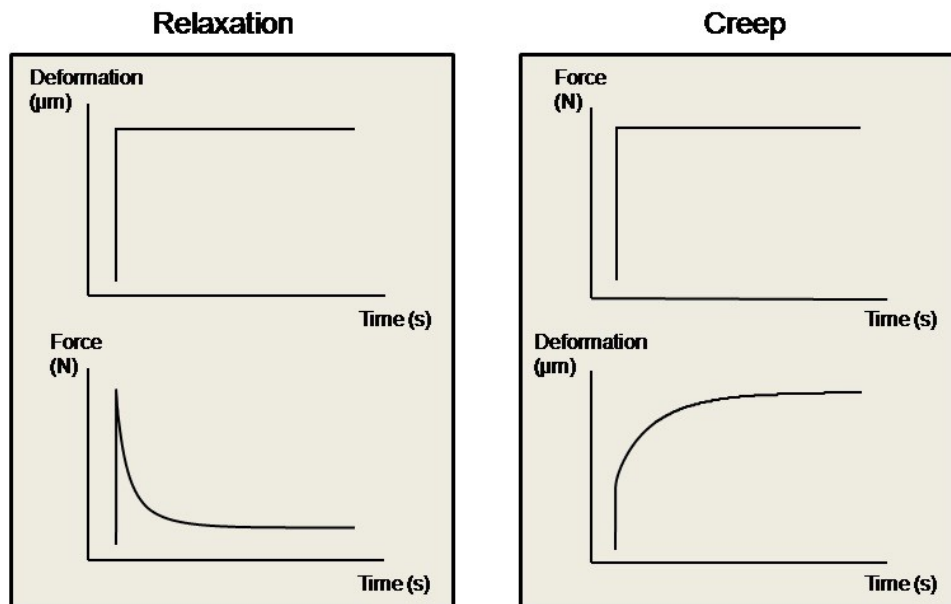 Relaxation
Deformation
(µm)
Time (s)
Force
(N)
Time (s)
Creep
Force
(N)
Time (s)
Deformation
(µm)
Time (s)